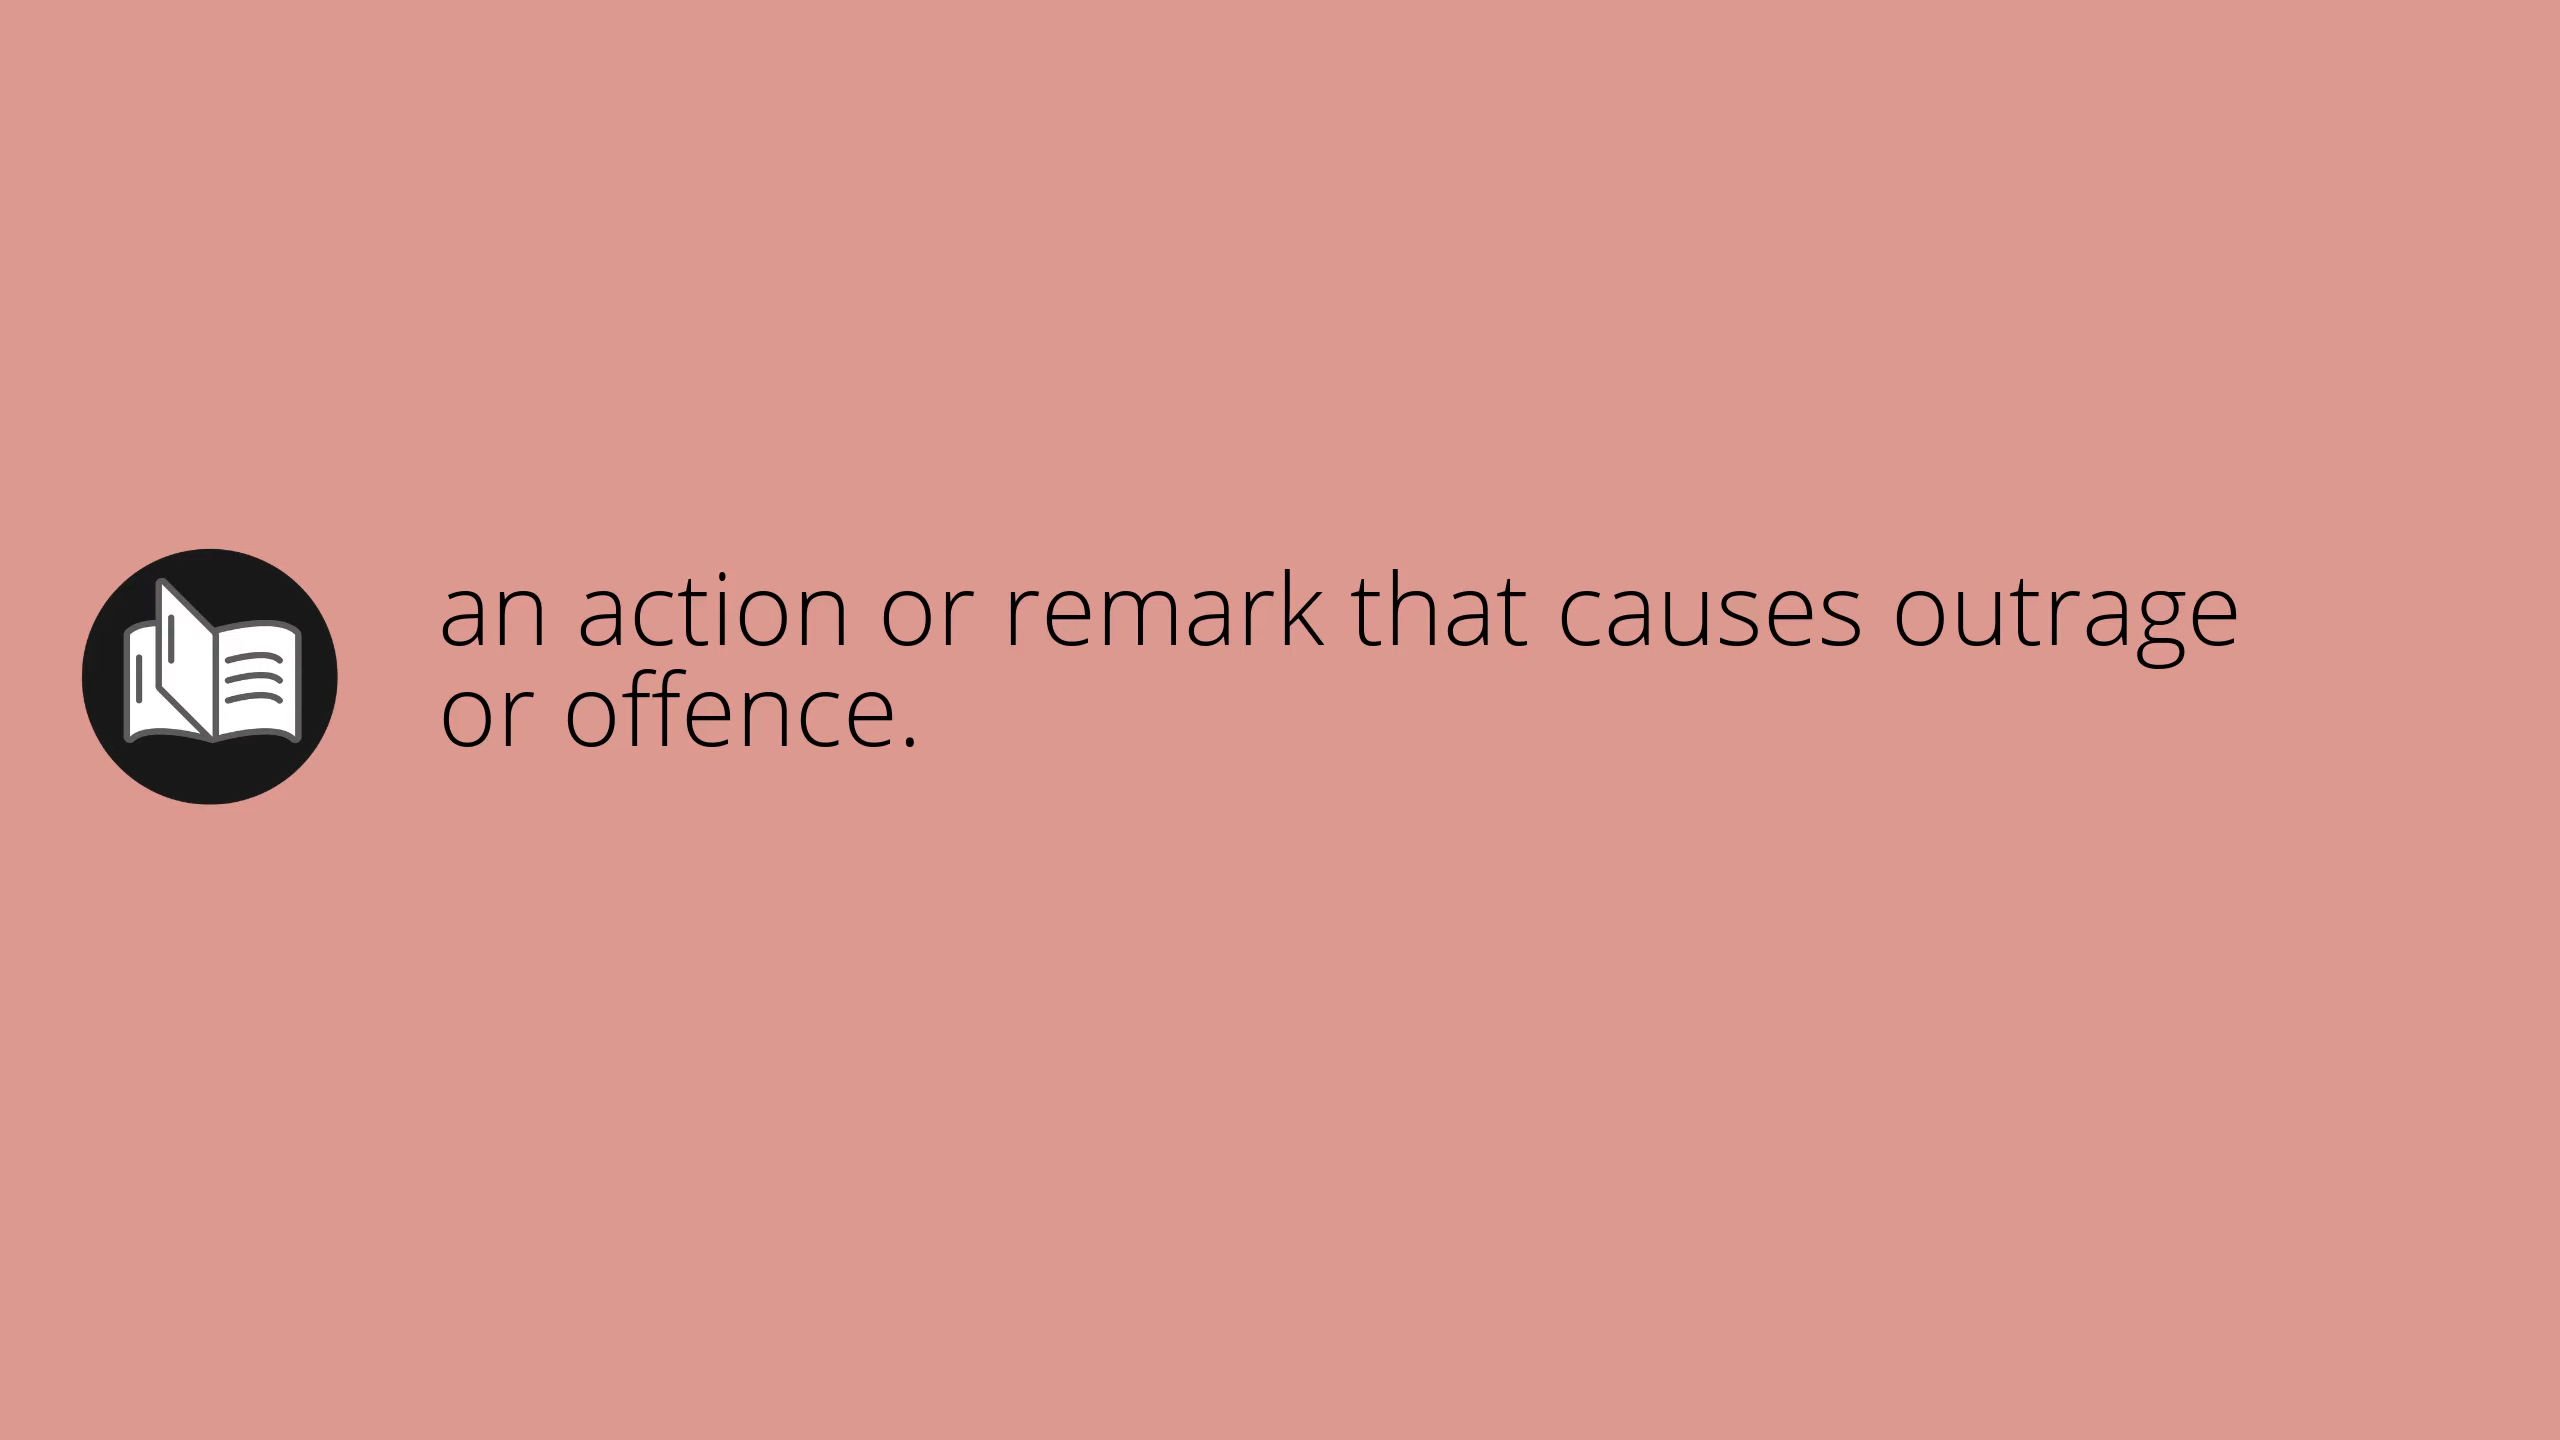 an action or remark that causes outrage
or offence.